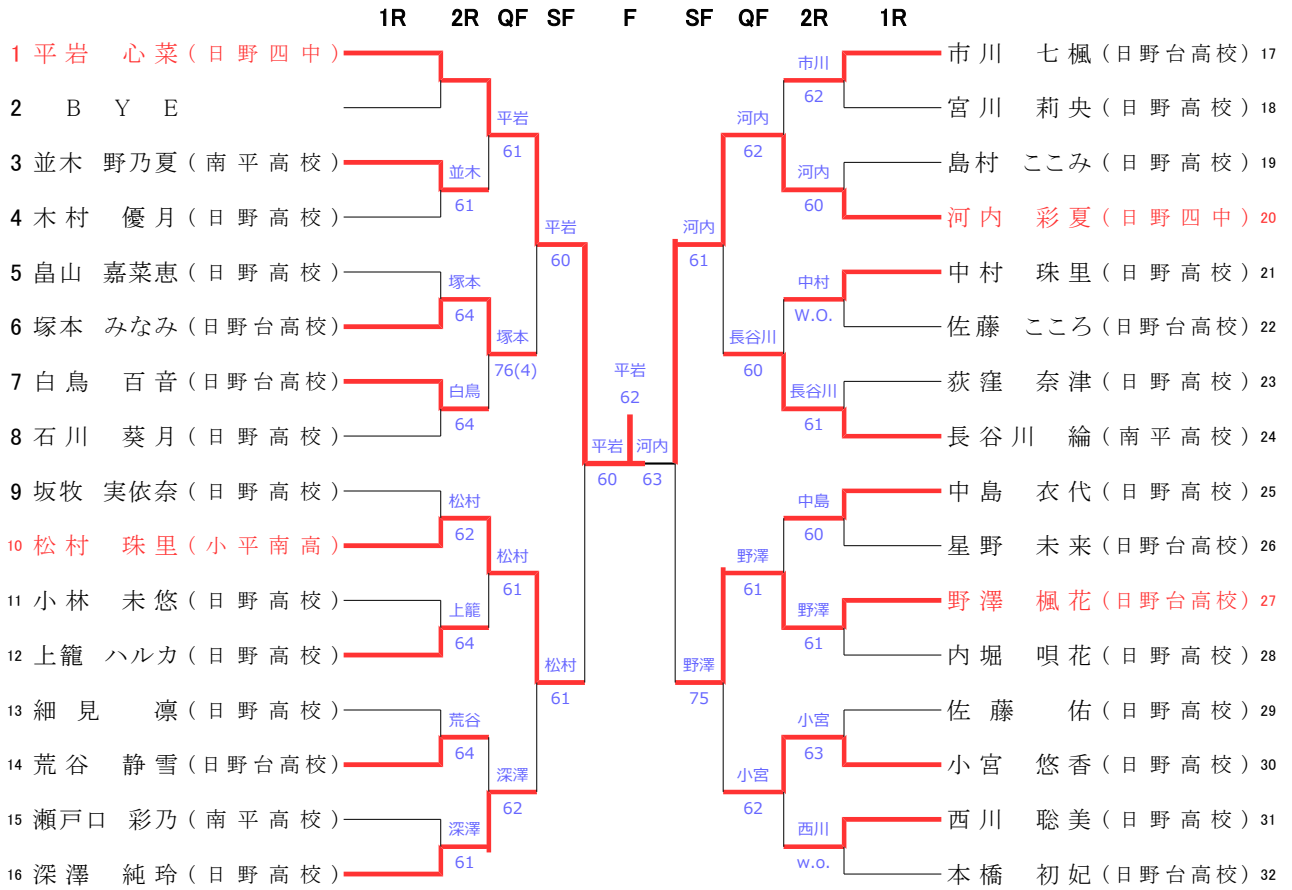 1R 2R QF SF F SF QF 2R 1R
1 平岩 心菜(日野四中)
2 BYE
3 並木 野乃夏(南平高校)
4 木村 優月(日野高校)
5 畠山 嘉菜恵(日野高校)
6 塚本 みなみ(日野台高校)
7 白鳥 百音(日野台高校)
8 石川 葵月(日野高校)
9 坂牧 実依奈(日野高校)
10 松村 珠里(小平南高)
11 小林 未悠(日野高校)
12 上籠 ハルカ(日野高校)
13 細見 凛(日野高校)
14 荒谷 静雪(日野台高校)
15 瀬戸口 彩乃(南平高校)
16 深澤 純玲(日野高校)
並木
61
塚本
64
白鳥
64
松村
62
上籠
64
荒谷
64
深澤
61
平岩
61
塚本
76(4)
松村
61
深澤
62
平岩
60
松村
61
平岩
60
平岩
62
河内
63
河内
61
野澤
75
河内
62
長谷川
60
野澤
61
小宮
62
市川
62
河内
60
中村
W.O.
長谷川
61
中島
60
野澤
61
小宮
63
西川
w.o.
市川 七楓(日野台高校) 17
宮川 莉央(日野高校) 18
島村 ここみ(日野高校) 19
河内 彩夏(日野四中) 20
中村 珠里(日野高校) 21
佐藤 こころ(日野台高校) 22
荻窪 奈津(日野高校) 23
長谷川 綸(南平高校) 24
中島 衣代(日野高校) 25
星野 未来(日野台高校) 26
野澤 楓花(日野台高校) 27
内堀 唄花(日野高校) 28
佐藤 佑(日野高校) 29
小宮 悠香(日野高校) 30
西川 聡美(日野高校) 31
本橋 初妃(日野台高校) 32